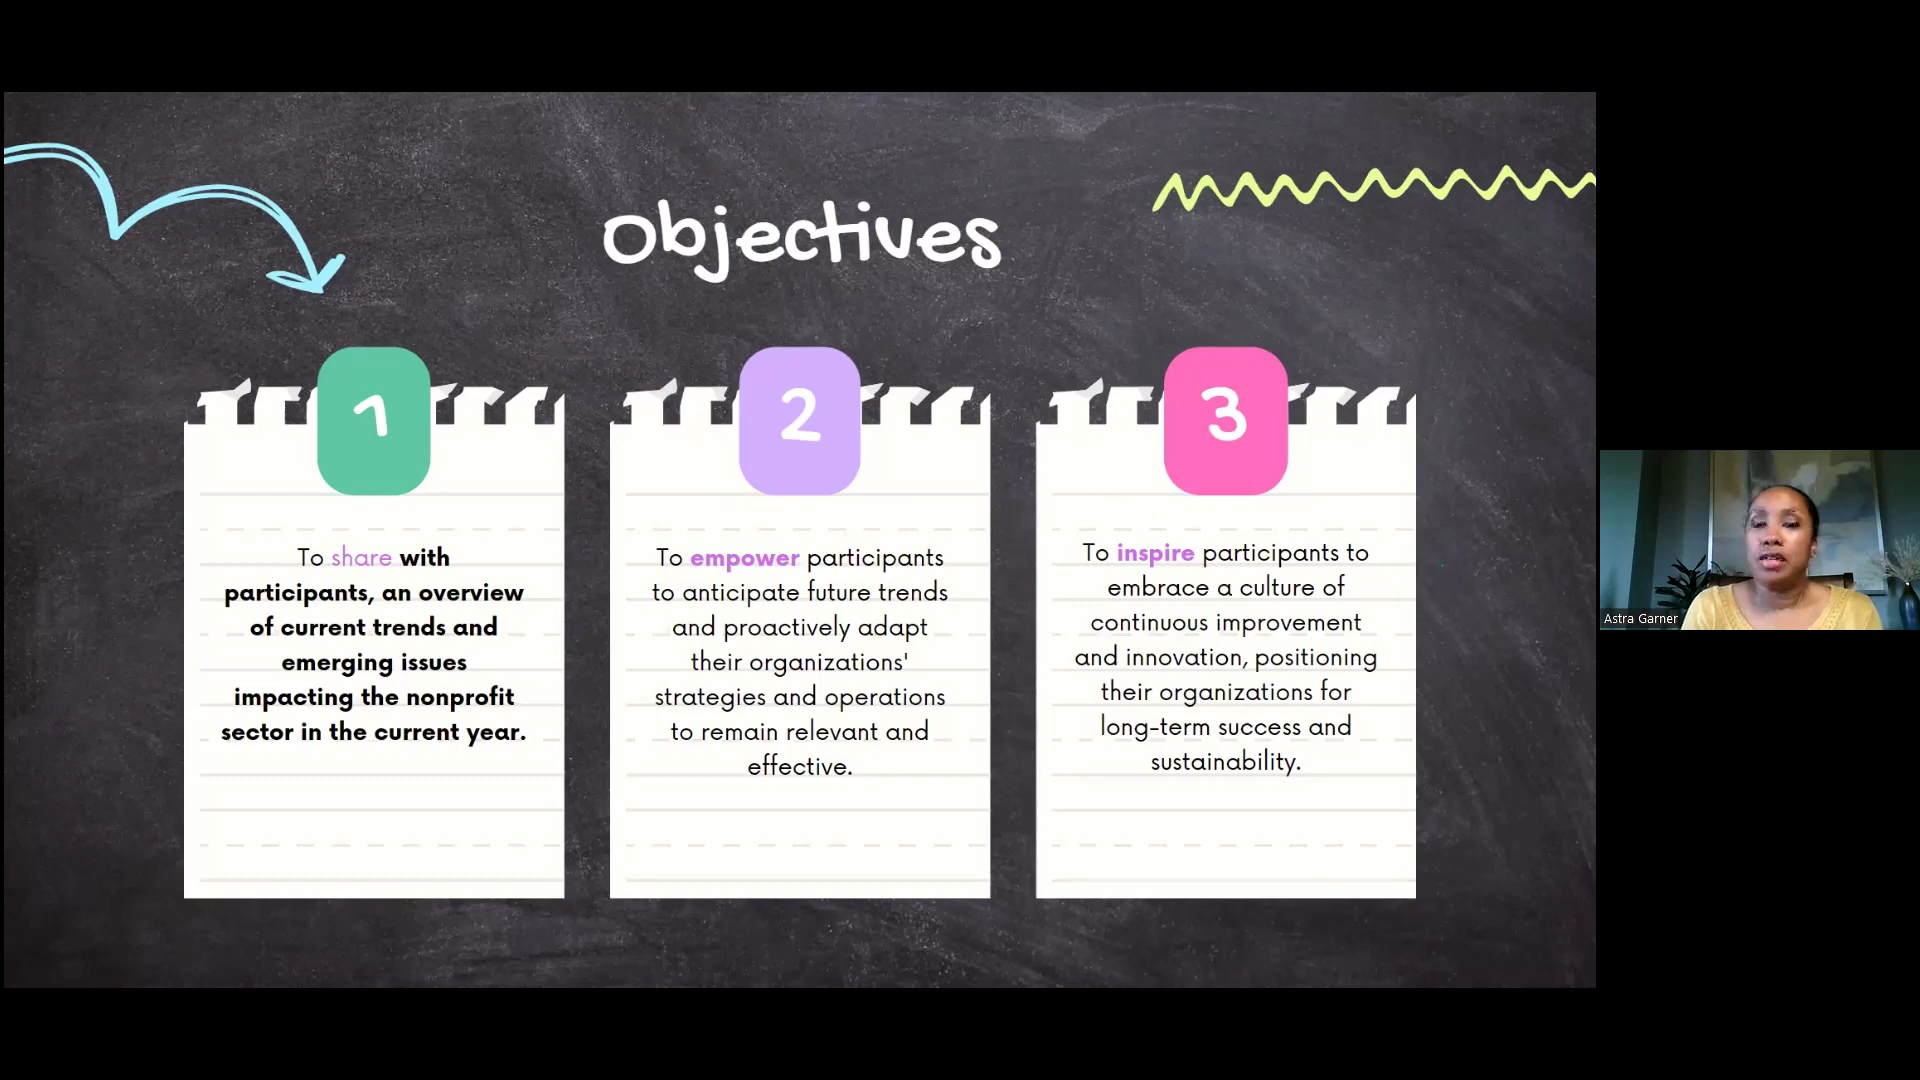 Objectives
1
To share with
participants, an overview
of current trends and
emerging issues
impacting the nonprofit
sector in the current year.
2
To empower participants
to anticipate future trends
and proactively adapt
their organizations'
strategies and operations
to remain relevant and
effective.
3
To inspire participants to
embrace a culture of
continuous improvement
and innovation, positioning
their organizations for
long-term success and
sustainability.
Astra Garner